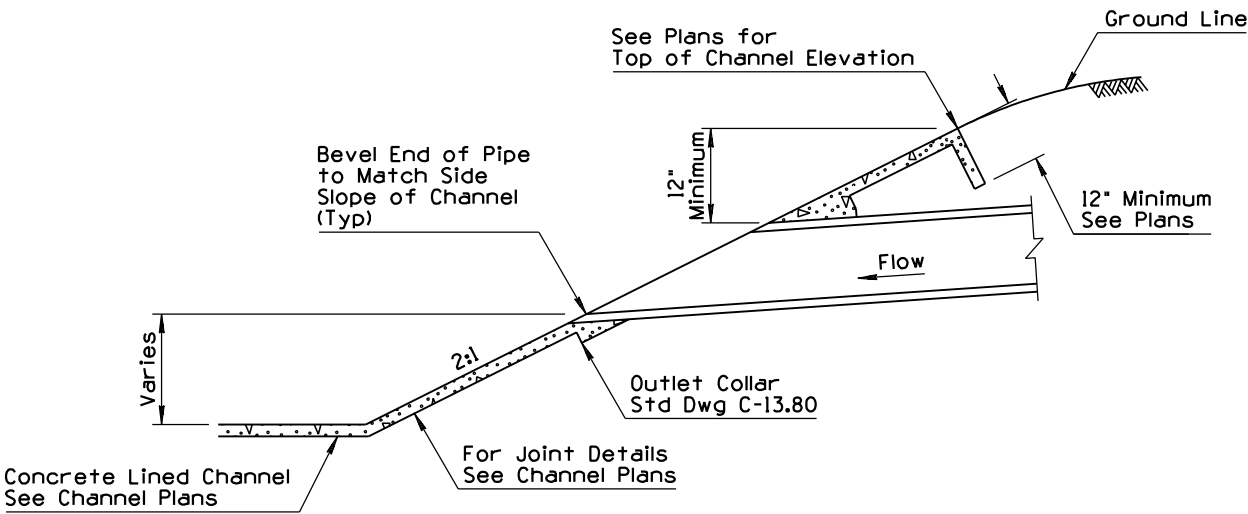 Ground Line
See Plans for
Top of Channel Elevation
Bevel End of Pipe
to Match Side
Slope of Channel
(Typ)
12"
Minimum
12" Minimum
See Plans
Flow
Varies
2:1
Outlet Collar
Std Dwg C-13.80
For Joint Details
See Channel Plans
Concrete Lined Channel
See Channel Plans